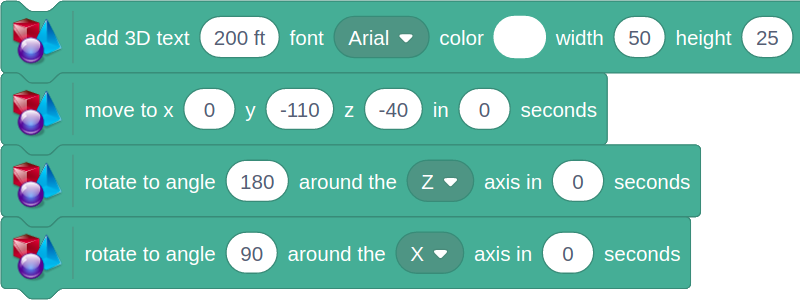 add 3D text 200 ft font Arial color width 50 height 25
move to x 0 y -110 z -40 in 0 seconds
rotate to angle 180 around the Z axis in 0 seconds
rotate to angle 90 around the X axis in 0 seconds